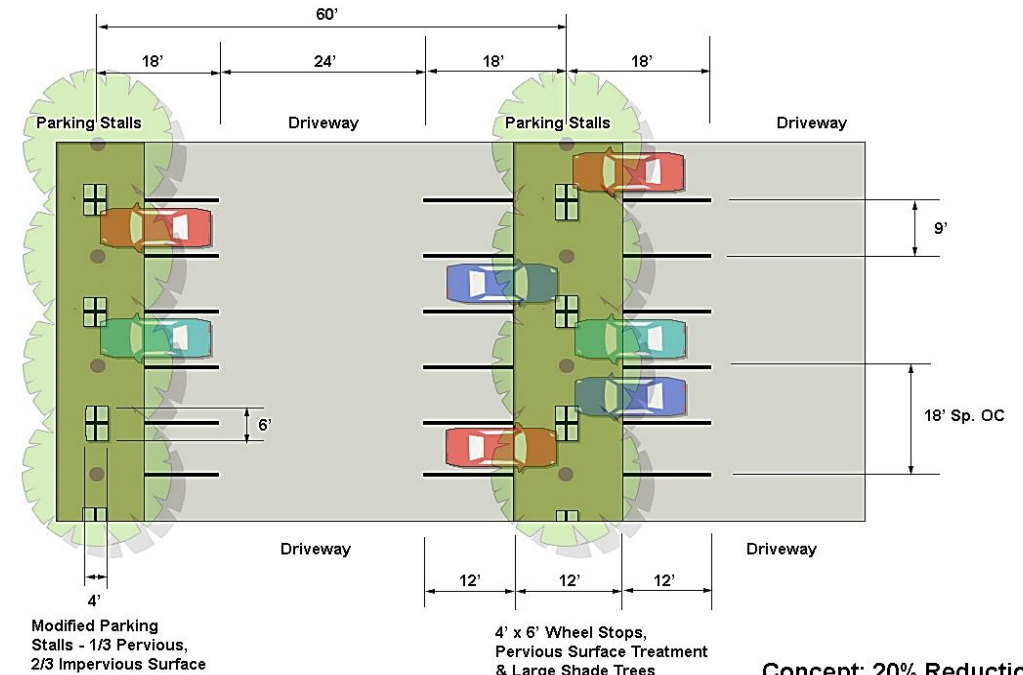 60’
18’
24’
18’
18’
Parking Stalls
Driveway
Parking Stalls
Driveway
9’
6’
18’ Sp. OC
Driveway
Driveway
4’
12’
12’
12’
Modified Parking
Stalls - 1/3 Pervious,
2/3 Impervious Surface
4’ x 6’ Wheel Stops,
Pervious Surface Treatment
& Large Shade Trees
Concept: 20%